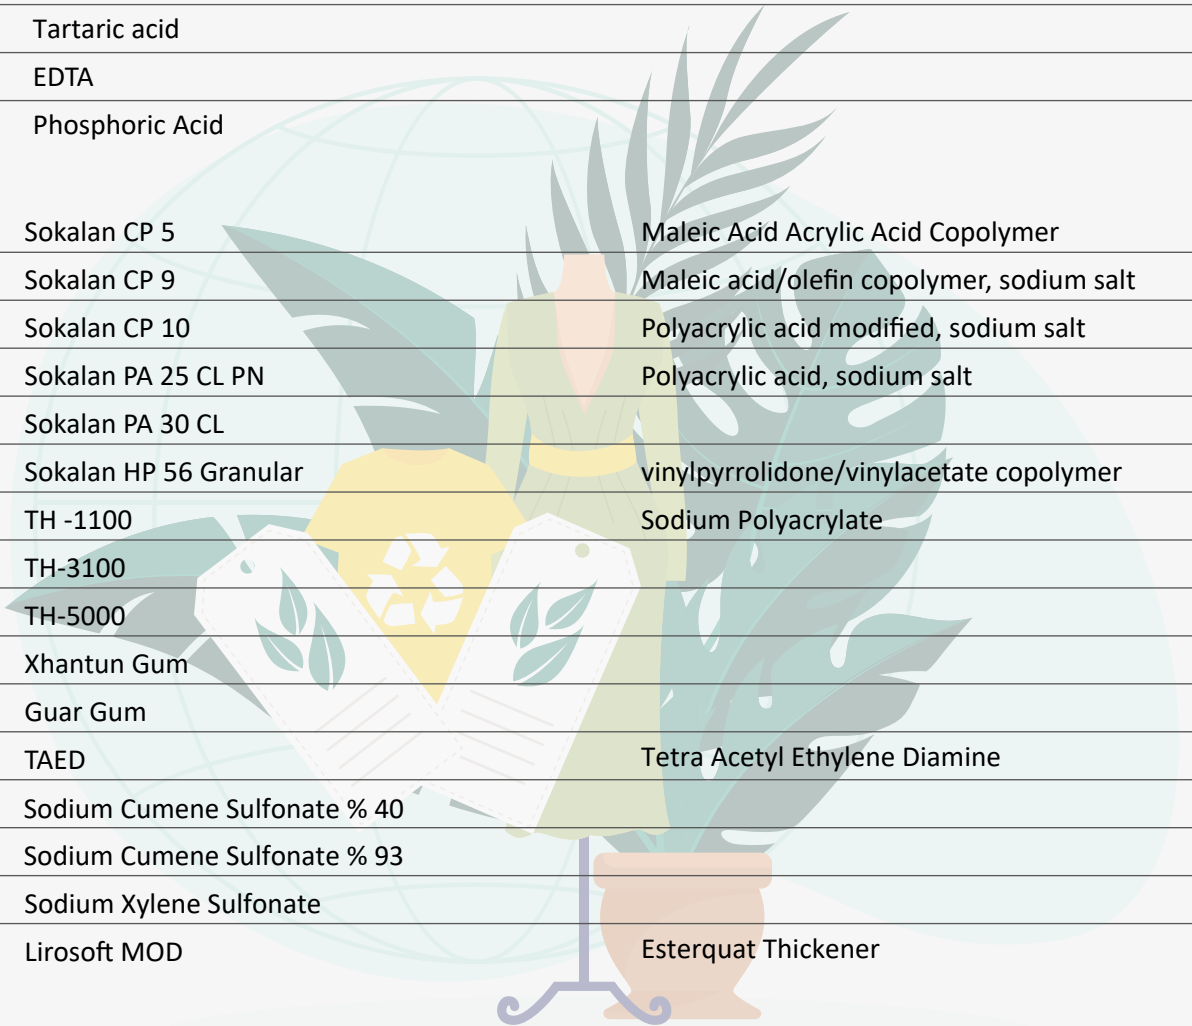 Tartaric acid
EDTA
Phosphoric Acid
Sokalan CP 5 Maleic Acid Acrylic Acid Copolymer
Sokalan CP 9 Maleic acid/olefin copolymer, sodium salt
Sokalan CP 10 Polyacrylic acid modified, sodium salt
Sokalan PA 25 CL PN Polyacrylic acid, sodium salt
Sokalan PA 30 CL
Sokalan HP 56 Granular vinylpyrrolidone/vinylacetate copolymer
TH -1100 Sodium Polyacrylate
TH-3100
TH-5000
Xhantun Gum
Guar Gum
TAED Tetra Acetyl Ethylene Diamine
Sodium Cumene Sulfonate % 40
Sodium Cumene Sulfonate % 93
Sodium Xylene Sulfonate
Lirosoft MOD Esterquat Thickener